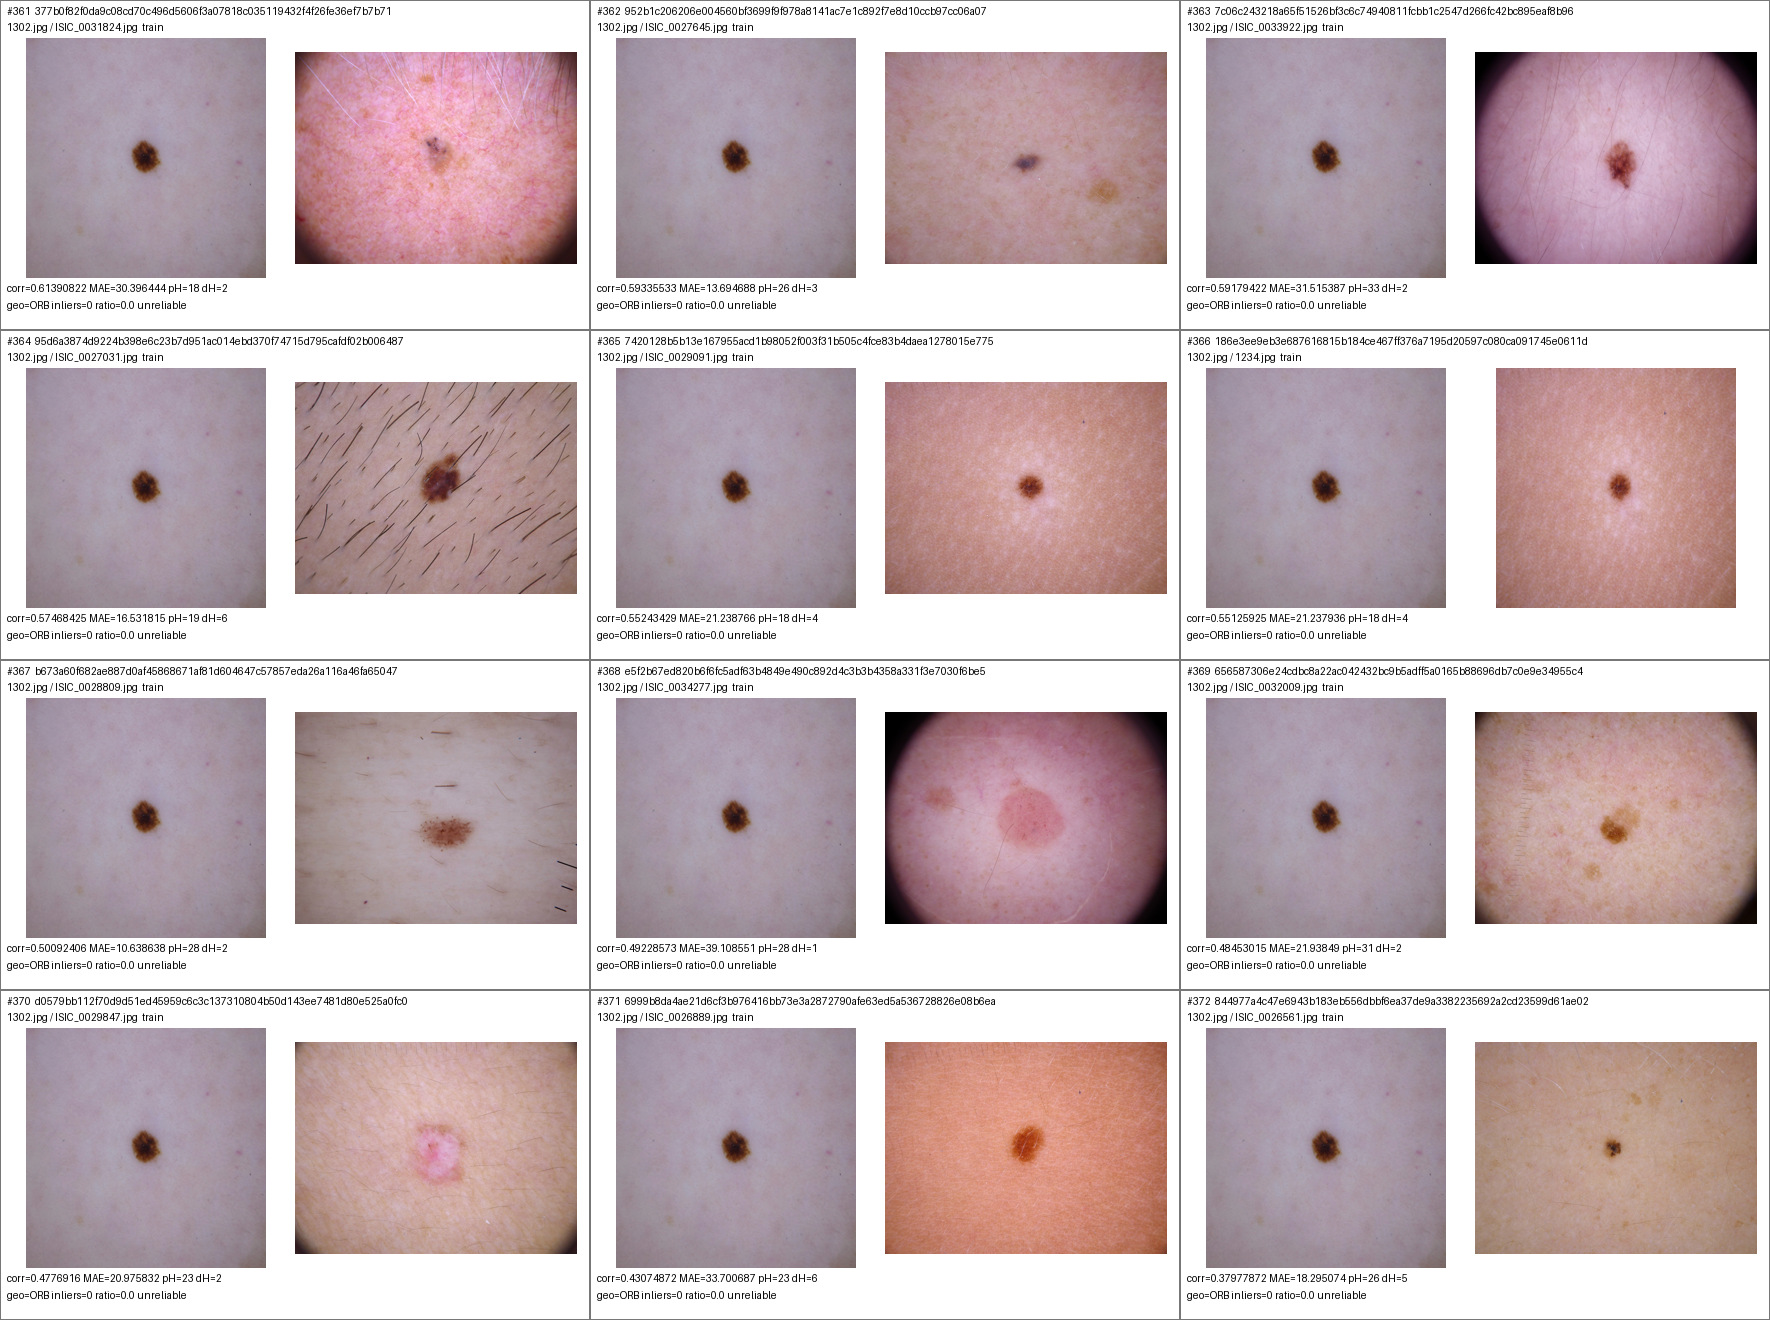 #361 377b0f82f0da9c08cd70c496d5606f3a07818c035119432f4f26fe36ef7b7b71
1302.jpg / ISIC_0031824.jpg train
corr=0.61390822 MAE=30.396444 pH=18 dH=2
geo=ORB inliers=0 ratio=0.0 unreliable
#362 952b1c206206e004560bf3699f9f978a8141ac7e1c892f7e8d10ccb97cc06a07
1302.jpg / ISIC_0027645.jpg train
corr=0.59335533 MAE=13.694688 pH=26 dH=3
geo=ORB inliers=0 ratio=0.0 unreliable
#363 7c06c243218a65f51526bf3c6c74940811fcbb1c2547d266fc42bc895eaf8b96
1302.jpg / ISIC_0033922.jpg train
corr=0.59179422 MAE=31.515387 pH=33 dH=2
geo=ORB inliers=0 ratio=0.0 unreliable
#364 95d6a3874d9224b398e6c23b7d951ac014ebd370f74715d795cafdf02b006487
1302.jpg / ISIC_0027031.jpg train
corr=0.57468425 MAE=16.531815 pH=19 dH=6
geo=ORB inliers=0 ratio=0.0 unreliable
#365 7420128b5b13e167955acd1b98052f003f31b505c4fce83b4daea1278015e775
1302.jpg / ISIC_0029091.jpg train
corr=0.55243429 MAE=21.238766 pH=18 dH=4
geo=ORB inliers=0 ratio=0.0 unreliable
#366 186e3ee9eb3e687616815b184ce467ff376a7195d20597c080ca091745e0611d
1302.jpg / 1234.jpg train
corr=0.55125925 MAE=21.237936 pH=18 dH=4
geo=ORB inliers=0 ratio=0.0 unreliable
#367 b673a60f682ae887d0af45868671af81d604647c57857eda26a116a46fa65047
1302.jpg / ISIC_0028809.jpg train
corr=0.50092406 MAE=10.638638 pH=28 dH=2
geo=ORB inliers=0 ratio=0.0 unreliable
#368 e5f2b67ed820b6f6fc5adf63b4849e490c892d4c3b3b4358a331f3e7030f6be5
1302.jpg / ISIC_0034277.jpg train
corr=0.49228573 MAE=39.108551 pH=28 dH=1
geo=ORB inliers=0 ratio=0.0 unreliable
#369 656587306e24cdbc8a22ac042432bc9b5adff5a0165b88696db7c0e9e34955c4
1302.jpg / ISIC_0032009.jpg train
corr=0.48453015 MAE=21.93849 pH=31 dH=2
geo=ORB inliers=0 ratio=0.0 unreliable
#370 d0579bb112f70d9d51ed45959c6c3c137310804b50d143ee7481d80e525a0fc0
1302.jpg / ISIC_0029847.jpg train
corr=0.4776916 MAE=20.975832 pH=23 dH=2
geo=ORB inliers=0 ratio=0.0 unreliable
#371 6999b8da4ae21d6cf3b976416bb73e3a2872790afe63ed5a536728826e08b6ea
1302.jpg / ISIC_0026889.jpg train
corr=0.43074872 MAE=33.700687 pH=23 dH=6
geo=ORB inliers=0 ratio=0.0 unreliable
#372 844977a4c47e6943b183eb556dbbf6ea37de9a3382235692a2cd23599d61ae02
1302.jpg / ISIC_0026561.jpg train
corr=0.37977872 MAE=18.295074 pH=26 dH=5
geo=ORB inliers=0 ratio=0.0 unreliable